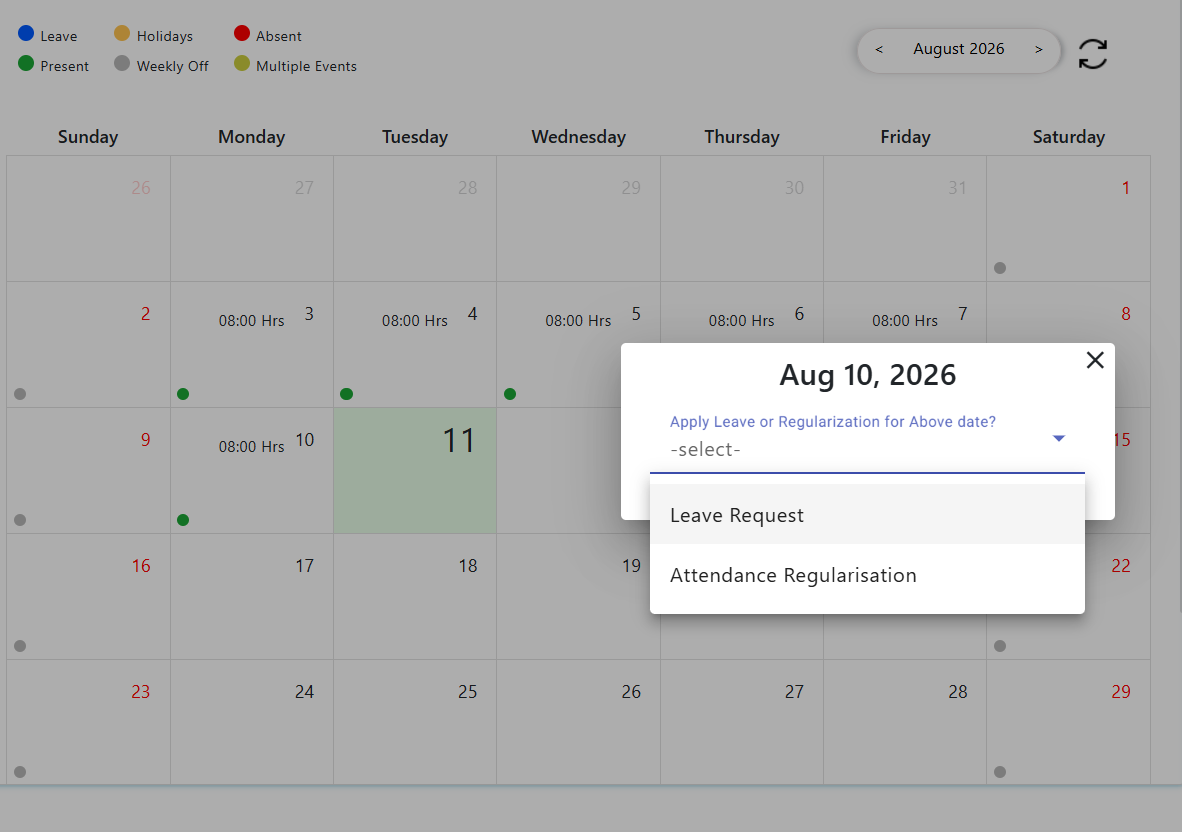 Leave Holidays Absent
Present Weekly Off Multiple Events
< August 2026 >
Sunday Monday Tuesday Wednesday Thursday Friday Saturday
26 27 28 29 30 31 1
2 08:00 Hrs 3 08:00 Hrs 4 08:00 Hrs 5 08:00 Hrs 6 08:00 Hrs 7 8
Aug 10, 2026
Apply Leave or Regularization for Above date?
-select-
Leave Request
Attendance Regularisation
9 08:00 Hrs 10 11 15
16 17 18 19 22
23 24 25 26 27 28 29